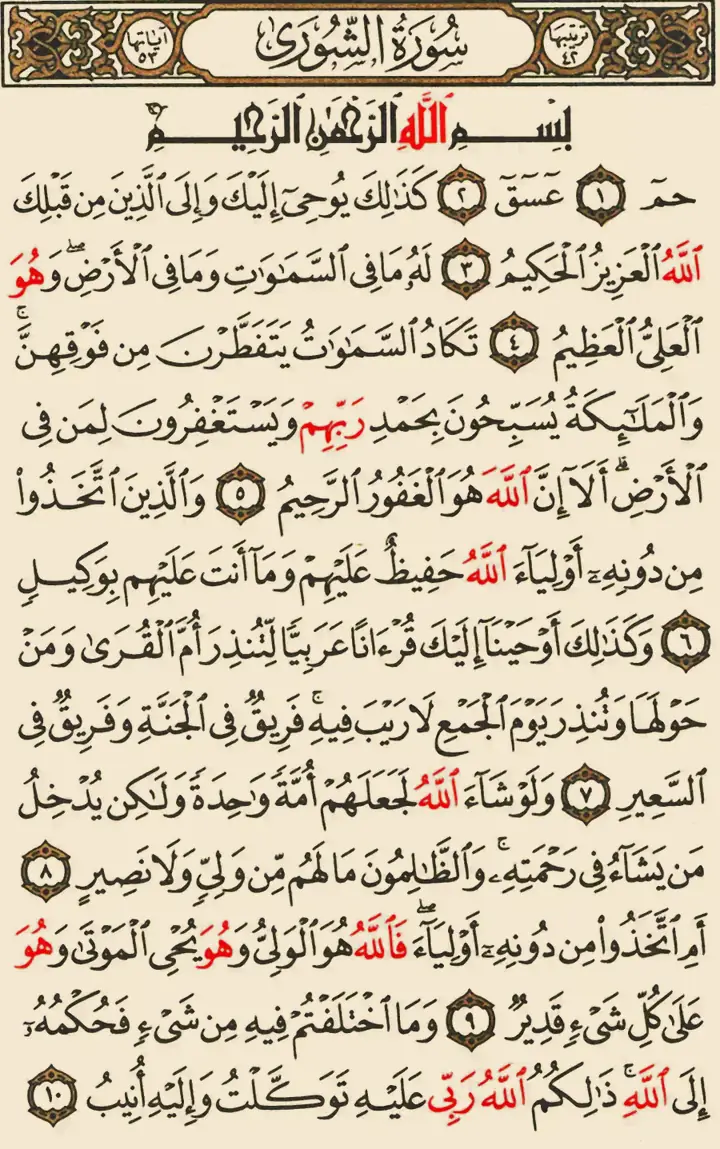 ترتيبها ٤٢ سُورَةُ الشُّورَىٰ آياتها ٥٣
بِسْمِ ٱللَّهِ ٱلرَّحْمَٰنِ ٱلرَّحِيمِ
حمٓ ١ عٓسٓقٓ ٢ كَذَٰلِكَ يُوحِىٓ إِلَيْكَ وَإِلَى ٱلَّذِينَ مِن قَبْلِكَ
ٱللَّهُ ٱلْعَزِيزُ ٱلْحَكِيمُ ٣ لَهُۥ مَا فِى ٱلسَّمَٰوَٰتِ وَمَا فِى ٱلْأَرْضِ ۖ وَهُوَ
ٱلْعَلِىُّ ٱلْعَظِيمُ ٤ تَكَادُ ٱلسَّمَٰوَٰتُ يَتَفَطَّرْنَ مِن فَوْقِهِنَّ ۚ
وَٱلْمَلَٰٓئِكَةُ يُسَبِّحُونَ بِحَمْدِ رَبِّهِمْ وَيَسْتَغْفِرُونَ لِمَن فِى
ٱلْأَرْضِ ۗ أَلَآ إِنَّ ٱللَّهَ هُوَ ٱلْغَفُورُ ٱلرَّحِيمُ ٥ وَٱلَّذِينَ ٱتَّخَذُوا۟
مِن دُونِهِۦٓ أَوْلِيَآءَ ٱللَّهُ حَفِيظٌ عَلَيْهِمْ وَمَآ أَنتَ عَلَيْهِم بِوَكِيلٍ
٦ وَكَذَٰلِكَ أَوْحَيْنَآ إِلَيْكَ قُرْءَانًا عَرَبِيًّا لِّتُنذِرَ أُمَّ ٱلْقُرَىٰ وَمَنْ
حَوْلَهَا وَتُنذِرَ يَوْمَ ٱلْجَمْعِ لَا رَيْبَ فِيهِ ۚ فَرِيقٌ فِى ٱلْجَنَّةِ وَفَرِيقٌ فِى
ٱلسَّعِيرِ ٧ وَلَوْ شَآءَ ٱللَّهُ لَجَعَلَهُمْ أُمَّةً وَٰحِدَةً وَلَٰكِن يُدْخِلُ
مَن يَشَآءُ فِى رَحْمَتِهِۦ ۚ وَٱلظَّٰلِمُونَ مَا لَهُم مِّن وَلِىٍّ وَلَا نَصِيرٍ ٨
أَمِ ٱتَّخَذُوا۟ مِن دُونِهِۦٓ أَوْلِيَآءَ ۖ فَٱللَّهُ هُوَ ٱلْوَلِىُّ وَهُوَ يُحْىِ ٱلْمَوْتَىٰ وَهُوَ
عَلَىٰ كُلِّ شَىْءٍ قَدِيرٌ ٩ وَمَا ٱخْتَلَفْتُمْ فِيهِ مِن شَىْءٍ فَحُكْمُهُۥٓ
إِلَى ٱللَّهِ ۚ ذَٰلِكُمُ ٱللَّهُ رَبِّى عَلَيْهِ تَوَكَّلْتُ وَإِلَيْهِ أُنِيبُ ١٠